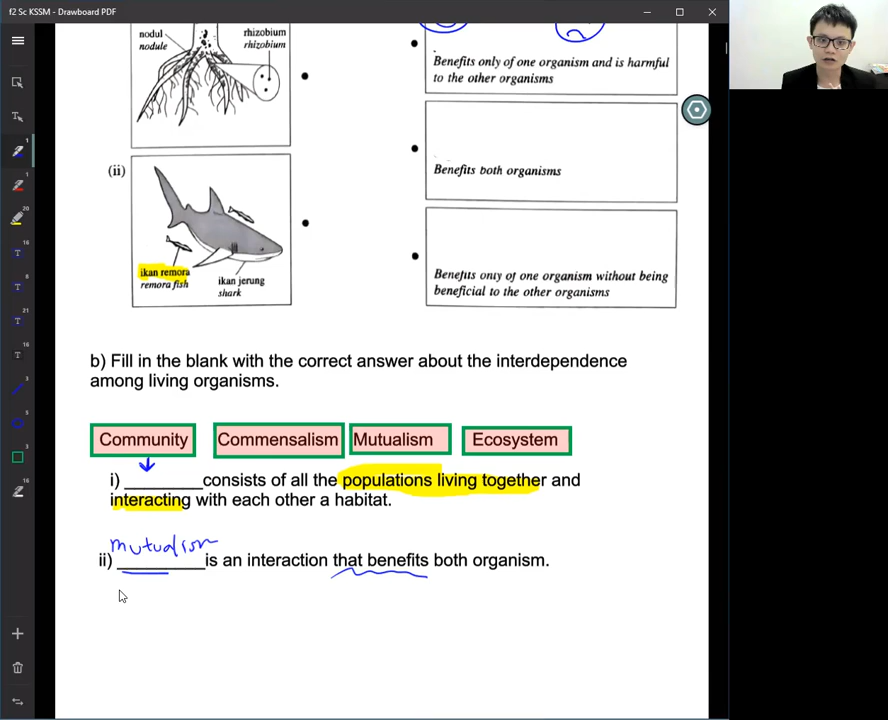 f2 Sc KSSM - Drawboard PDF
nodul
nodule
rhizobium
rhizobium
Benefits only of one organism and is harmful
to the other organisms
(ii)
Benefits both organisms
ikan remora
remora fish
ikan jerung
shark
Benefits only of one organism without being
beneficial to the other organisms
b) Fill in the blank with the correct answer about the interdependence
among living organisms.
Community Commensalism Mutualism Ecosystem
i) ________consists of all the populations living together and
interacting with each other a habitat.
mutualism
ii) _________is an interaction that benefits both organism.